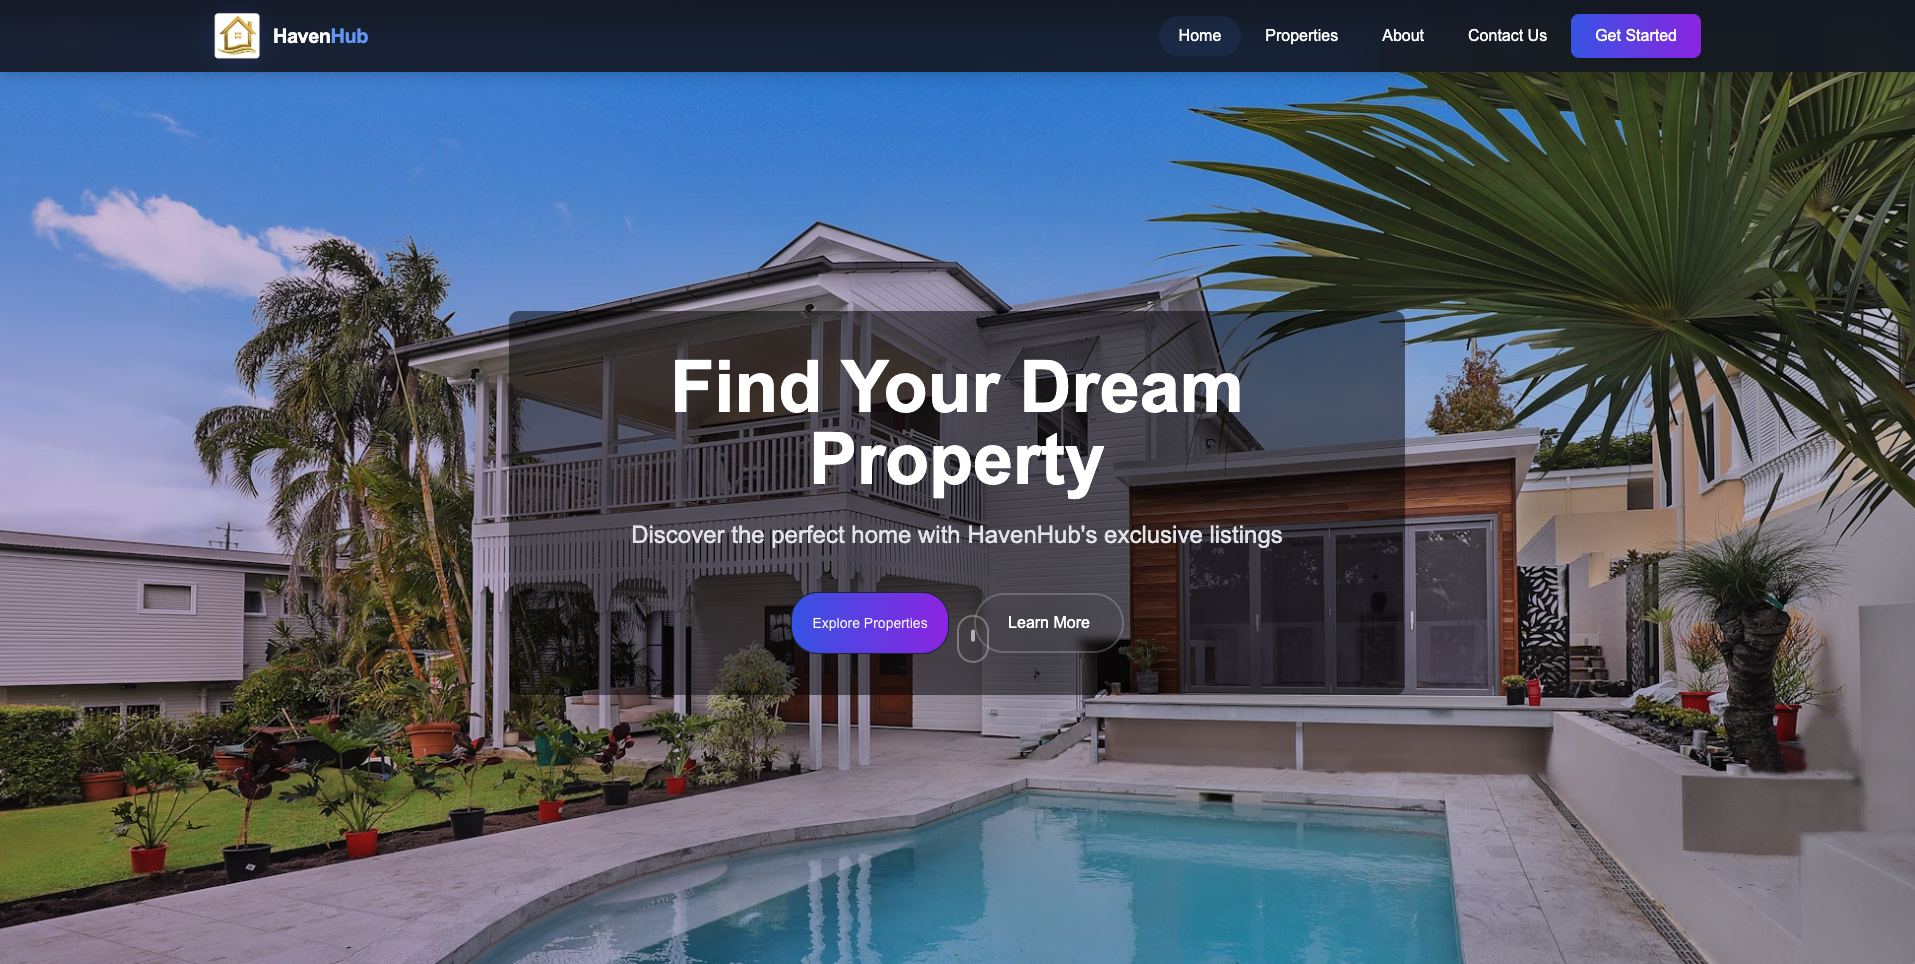 HavenHub
Home
Properties
About
Contact Us
Get Started
Find Your Dream
Property
Discover the perfect home with HavenHub's exclusive listings
Explore Properties
Learn More